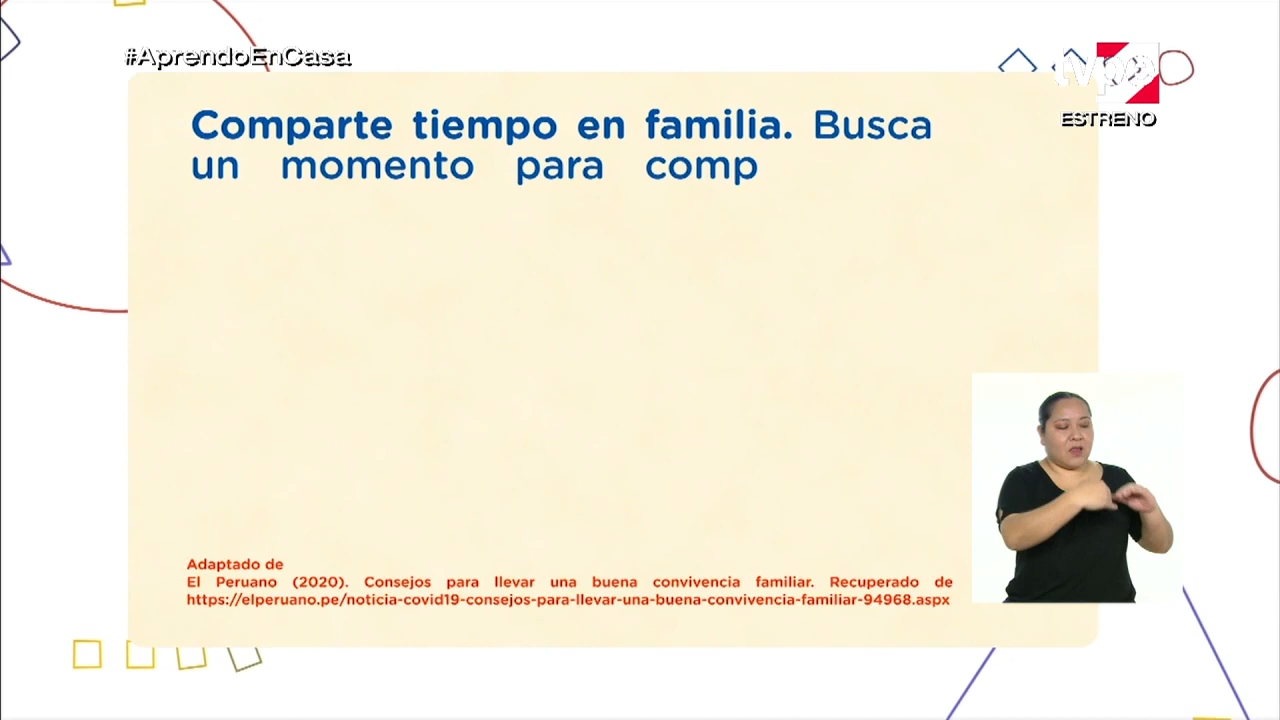 #AprendoEnCasa
tvpe
ESTRENO
Comparte tiempo en familia. Busca
un momento para comp
Adaptado de
El Peruano (2020). Consejos para llevar una buena convivencia familiar. Recuperado de
https://elperuano.pe/noticia-covid19-consejos-para-llevar-una-buena-convivencia-familiar-94968.aspx